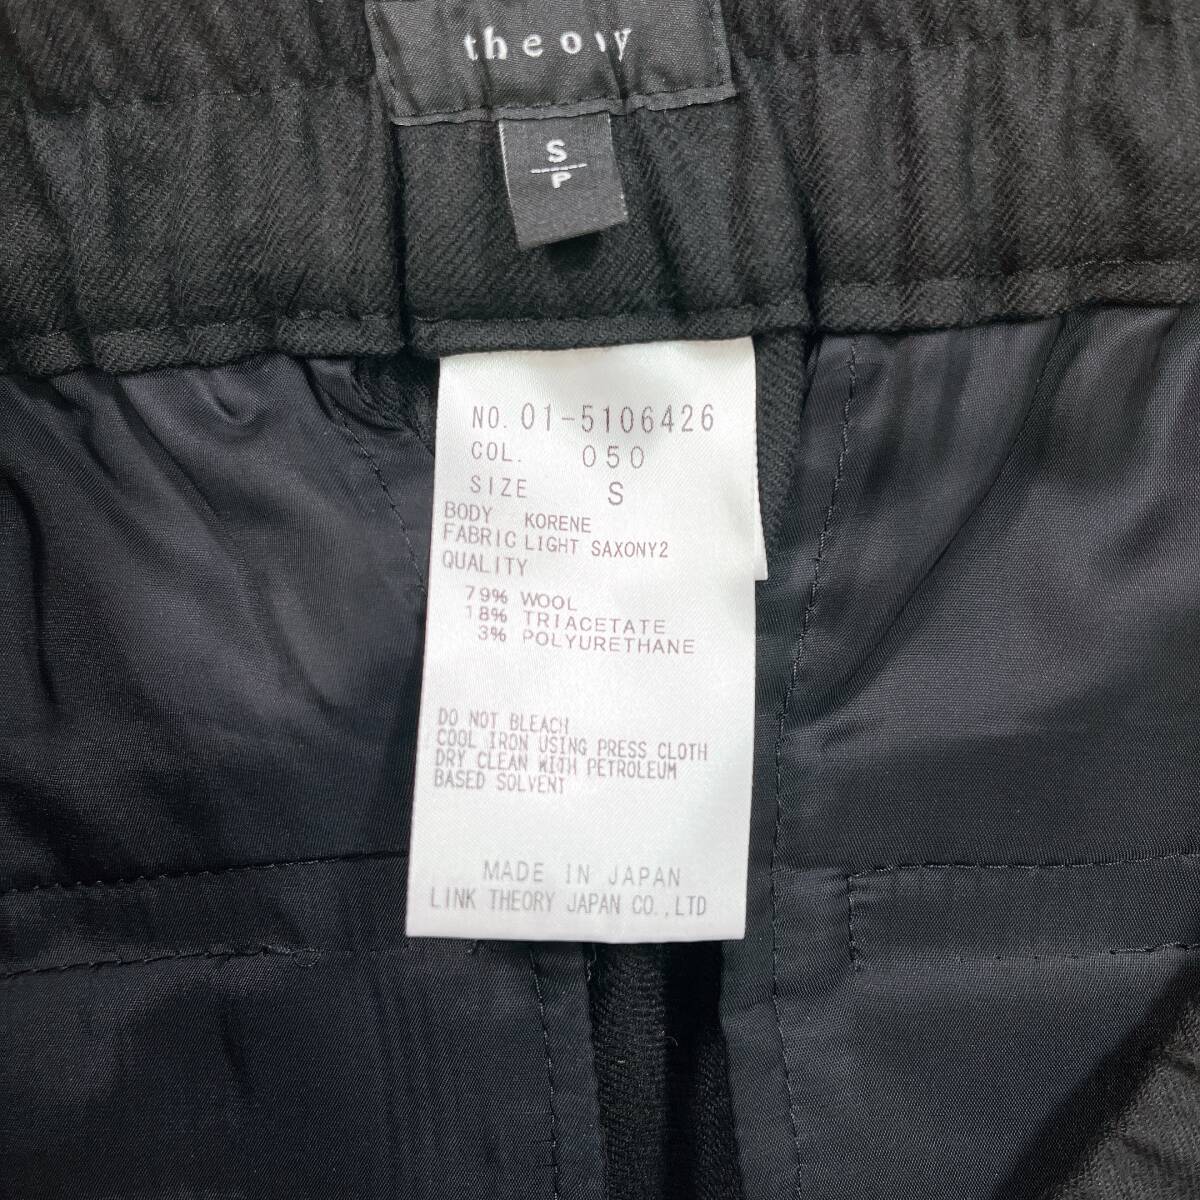 theory
S
P
NO. 01-5106426
COL. 050
SIZE S
BODY KORENE
FABRIC LIGHT SAXONY2
QUALITY
79% WOOL
18% TRIACETATE
3% POLYURETHANE
DO NOT BLEACH
COOL IRON USING PRESS CLOTH
DRY CLEAN WITH PETROLEUM
BASED SOLVENT
MADE IN JAPAN
LINK THEORY JAPAN CO.,LTD